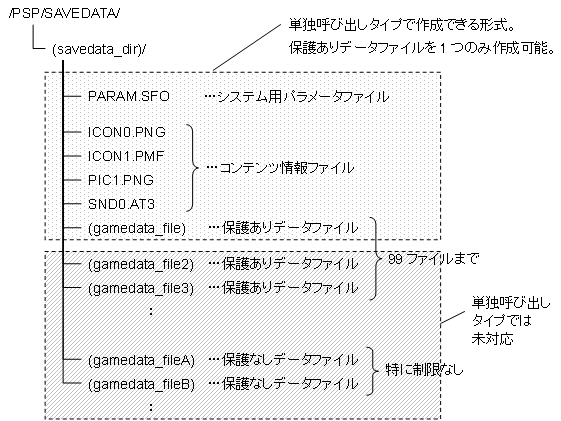 /PSP/SAVEDATA/
単独呼び出しタイプで作成できる形式。
保護ありデータファイルを1つのみ作成可能。
(savedata_dir)/
PARAM.SFO …システム用パラメータファイル
ICON0.PNG
ICON1.PMF
…コンテンツ情報ファイル
PIC1.PNG
SND0.AT3
(gamedata_file) …保護ありデータファイル
99ファイルまで
(gamedata_file2) …保護ありデータファイル
(gamedata_file3) …保護ありデータファイル
:
単独呼び出し
タイプでは
未対応
(gamedata_fileA) …保護なしデータファイル
特に制限なし
(gamedata_fileB) …保護なしデータファイル
: